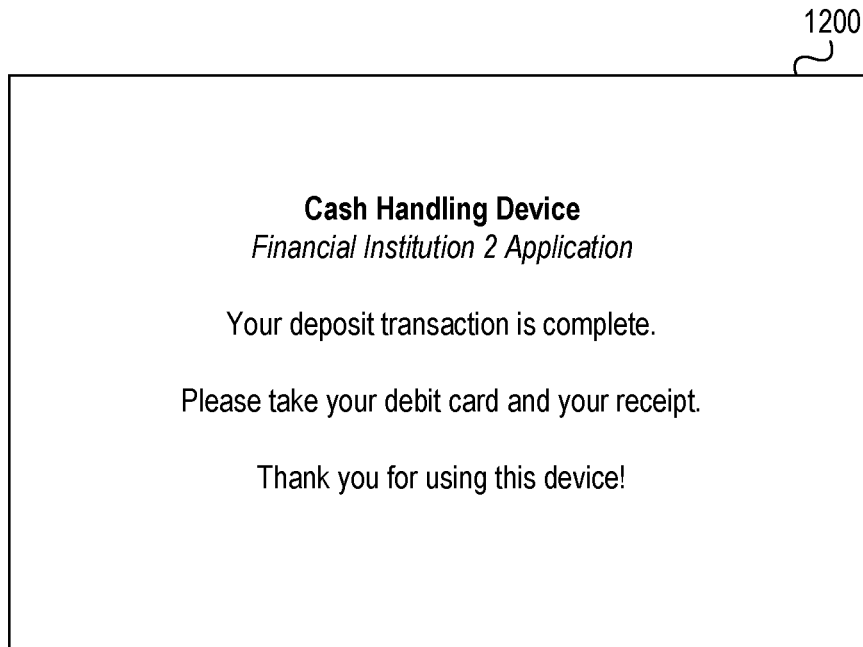 1200
Cash Handling Device
Financial Institution 2 Application
Your deposit transaction is complete.
Please take your debit card and your receipt.
Thank you for using this device!